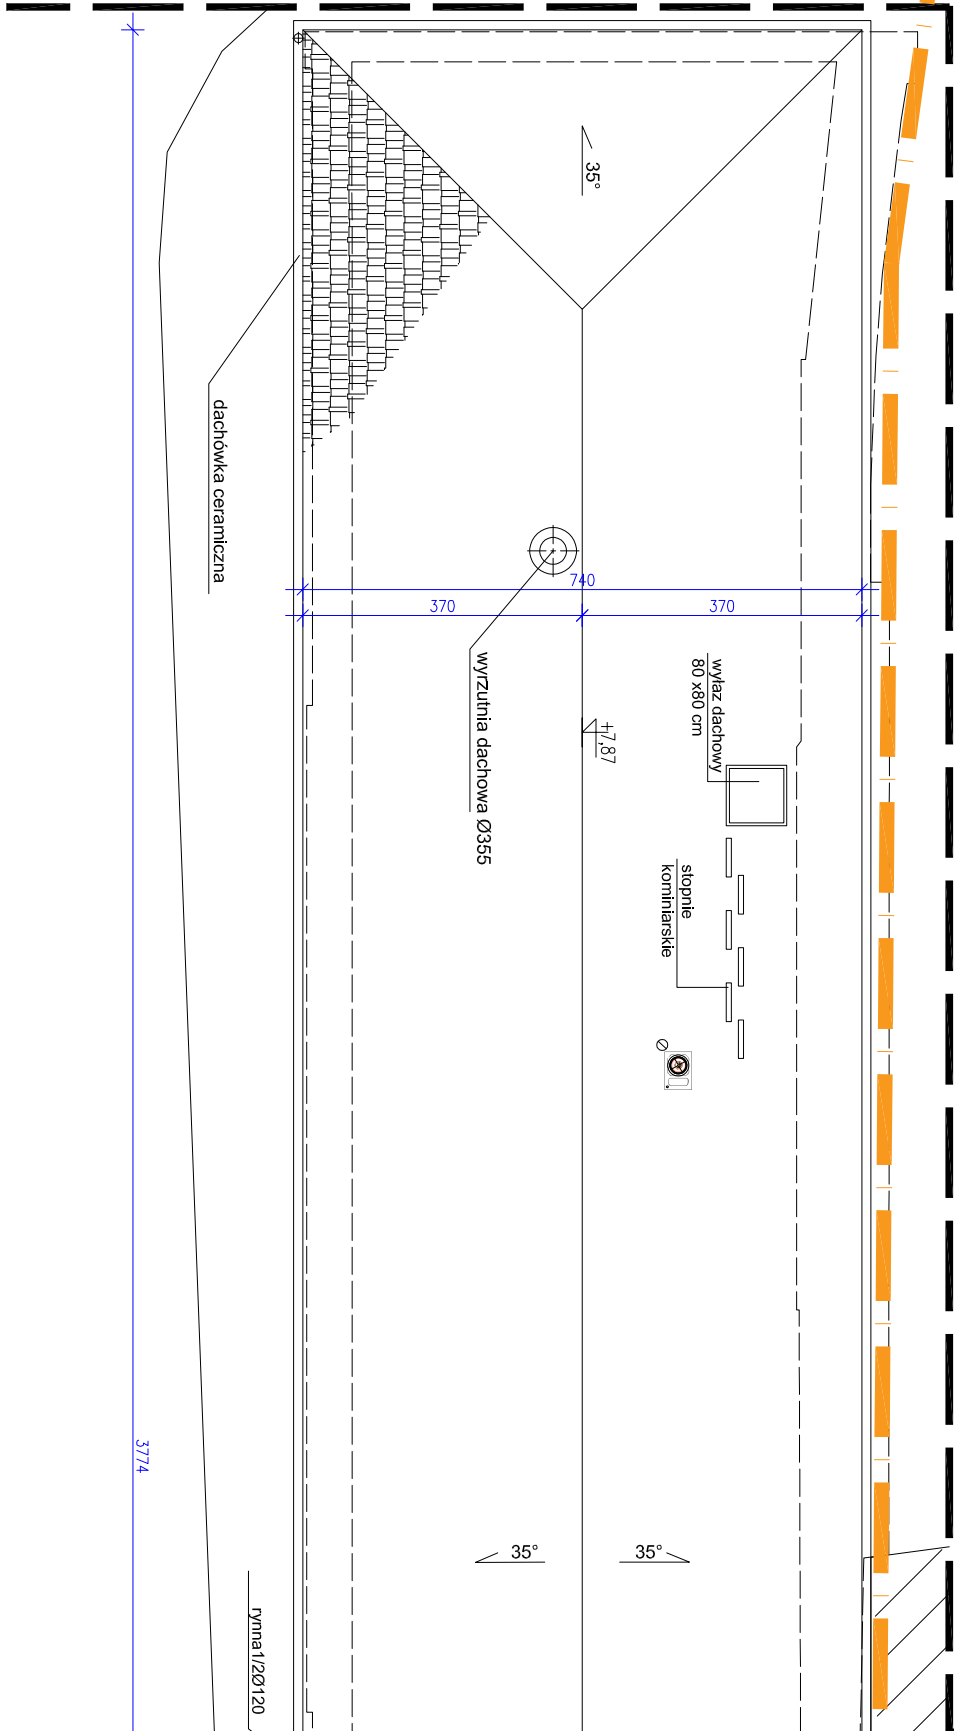 35°
dachówka ceramiczna
740
370
370
wyłaz dachowy
80 x80 cm
wyrzutnia dachowa Ø355
+7,87
stopnie
kominiarskie
3774
35°
35°
rynna1/2Ø120